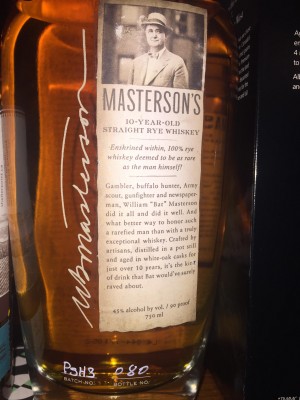 MASTERSON'S
10-YEAR-OLD
STRAIGHT RYE WHISKEY
Enshrined within, 100% rye
whiskey deemed to be as rare
as the man himself!
Gambler, buffalo hunter, Army
scout, gunfighter and newspaper-
man, William "Bat" Masterson
did it all and did it well. And
what better way to honor such
a rarefied man than with a truly
exceptional whiskey. Crafted by
artisans, distilled in a pot still
and aged in white-oak casks for
just over 10 years, it's the kind
of drink that Bat would've surely
raved about.
45% alcohol by vol. / 90 proof
750 ml
WBMasterson
080
BATCH NO.
BOTTLE NO.